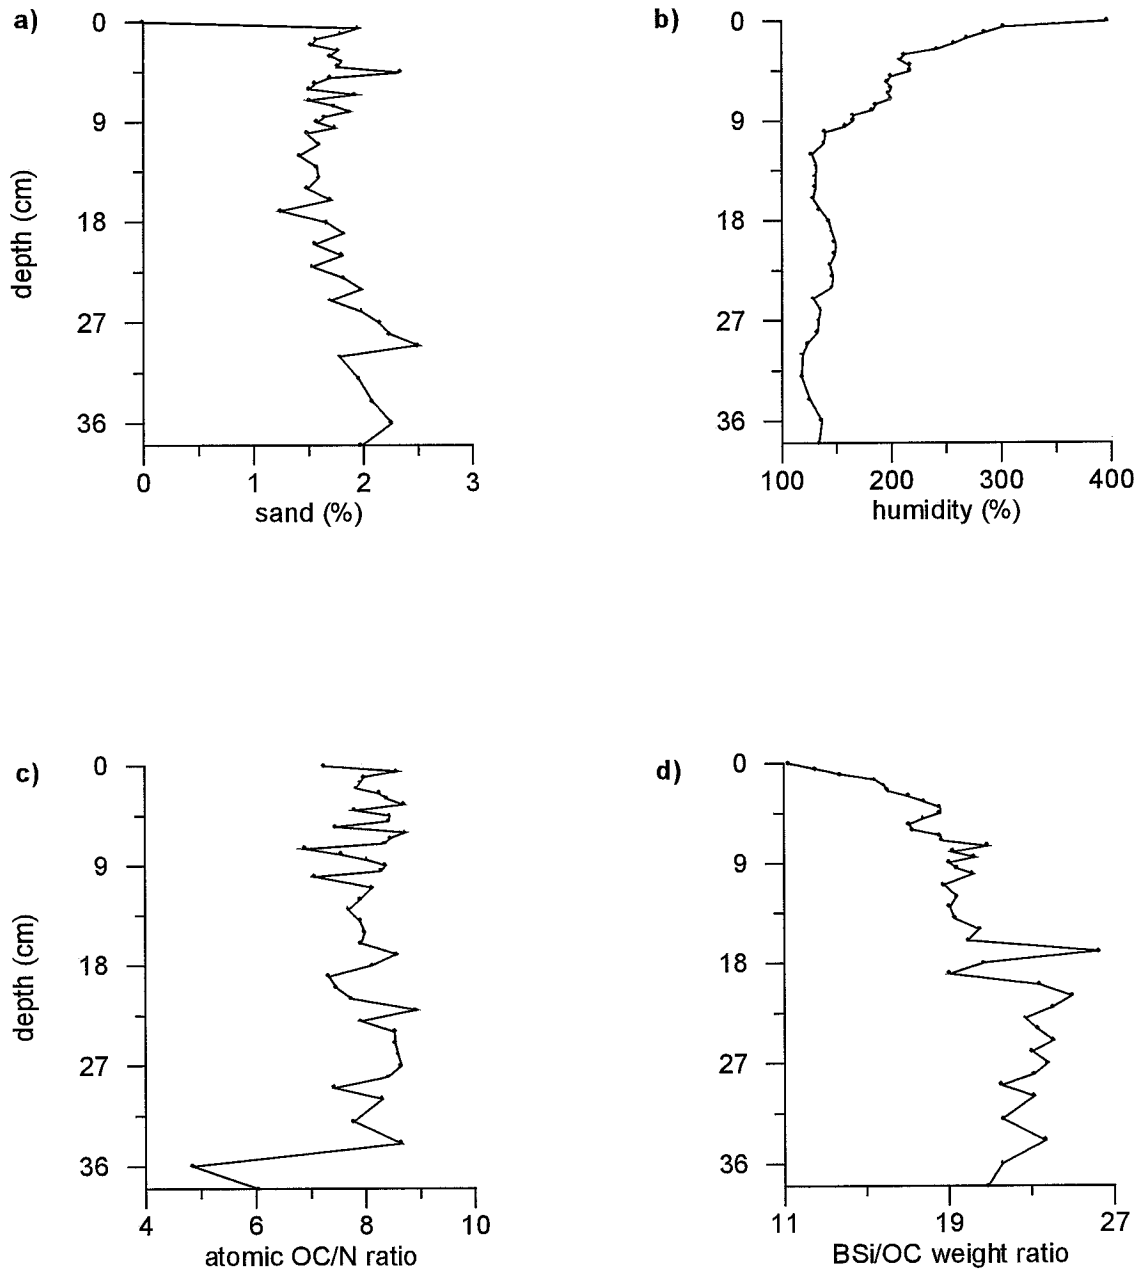 a)
0
9
18
27
36
depth (cm)
0 1 2 3
sand (%)
b)
0
9
18
27
36
100 200 300 400
humidity (%)
c)
0
9
18
27
36
depth (cm)
4 6 8 10
atomic OC/N ratio
d)
0
9
18
27
36
11 19 27
BSi/OC weight ratio